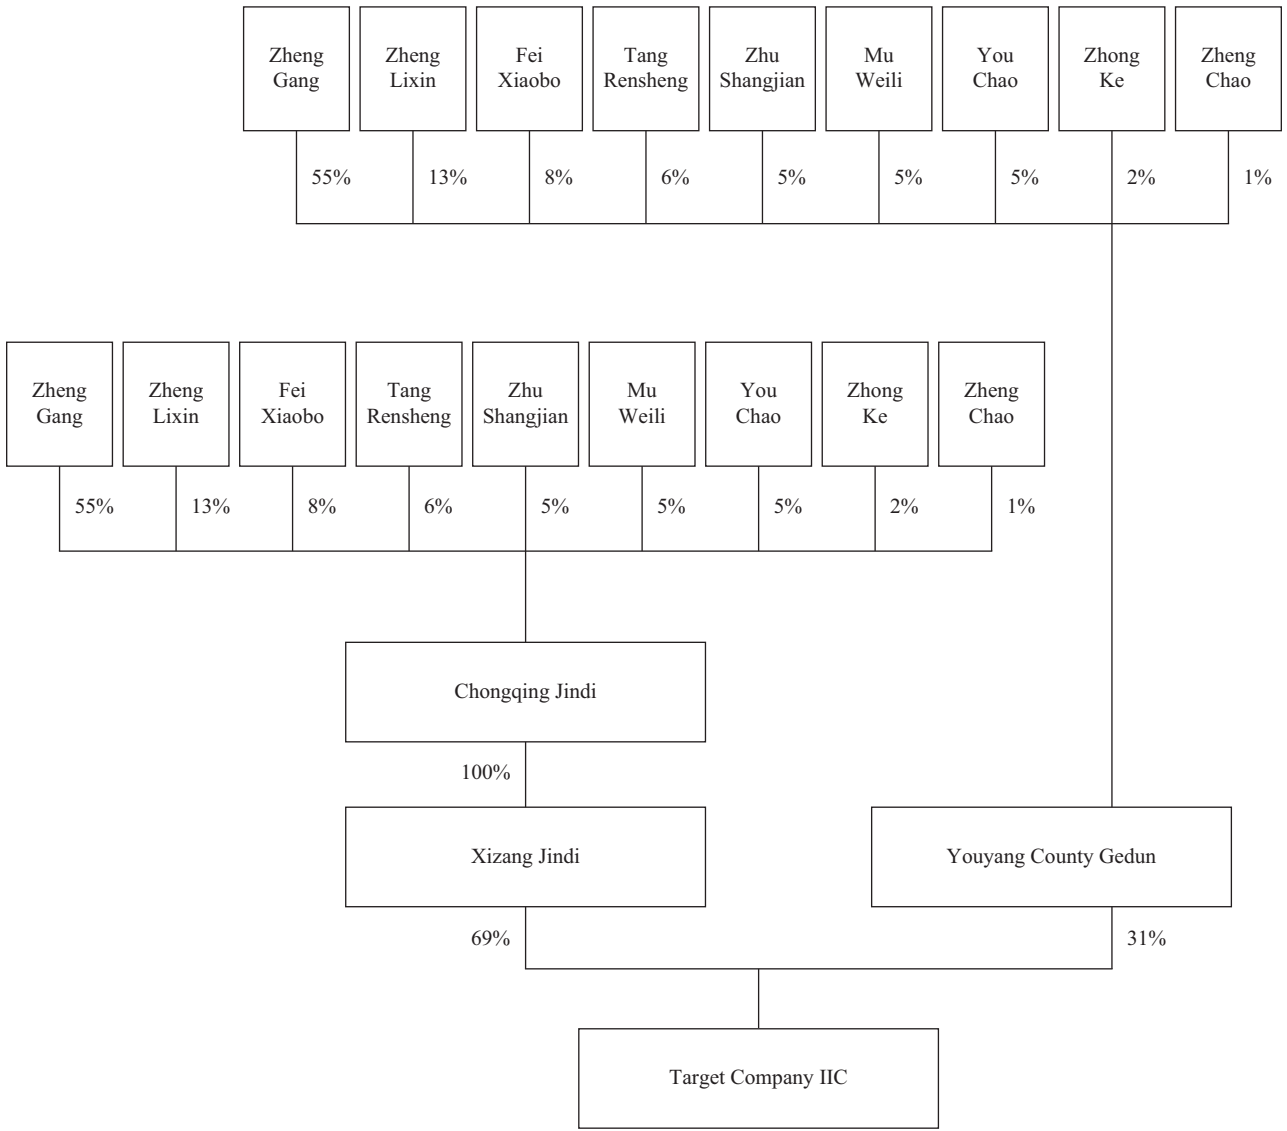 Zheng
Gang
Zheng
Lixin
Fei
Xiaobo
Tang
Rensheng
Zhu
Shangjian
Mu
Weili
You
Chao
Zhong
Ke
Zheng
Chao
55%
13%
8%
6%
5%
5%
5%
2%
1%
Zheng
Gang
Zheng
Lixin
Fei
Xiaobo
Tang
Rensheng
Zhu
Shangjian
Mu
Weili
You
Chao
Zhong
Ke
Zheng
Chao
55%
13%
8%
6%
5%
5%
5%
2%
1%
Chongqing Jindi
100%
Xizang Jindi
Youyang County Gedun
69%
31%
Target Company IIC